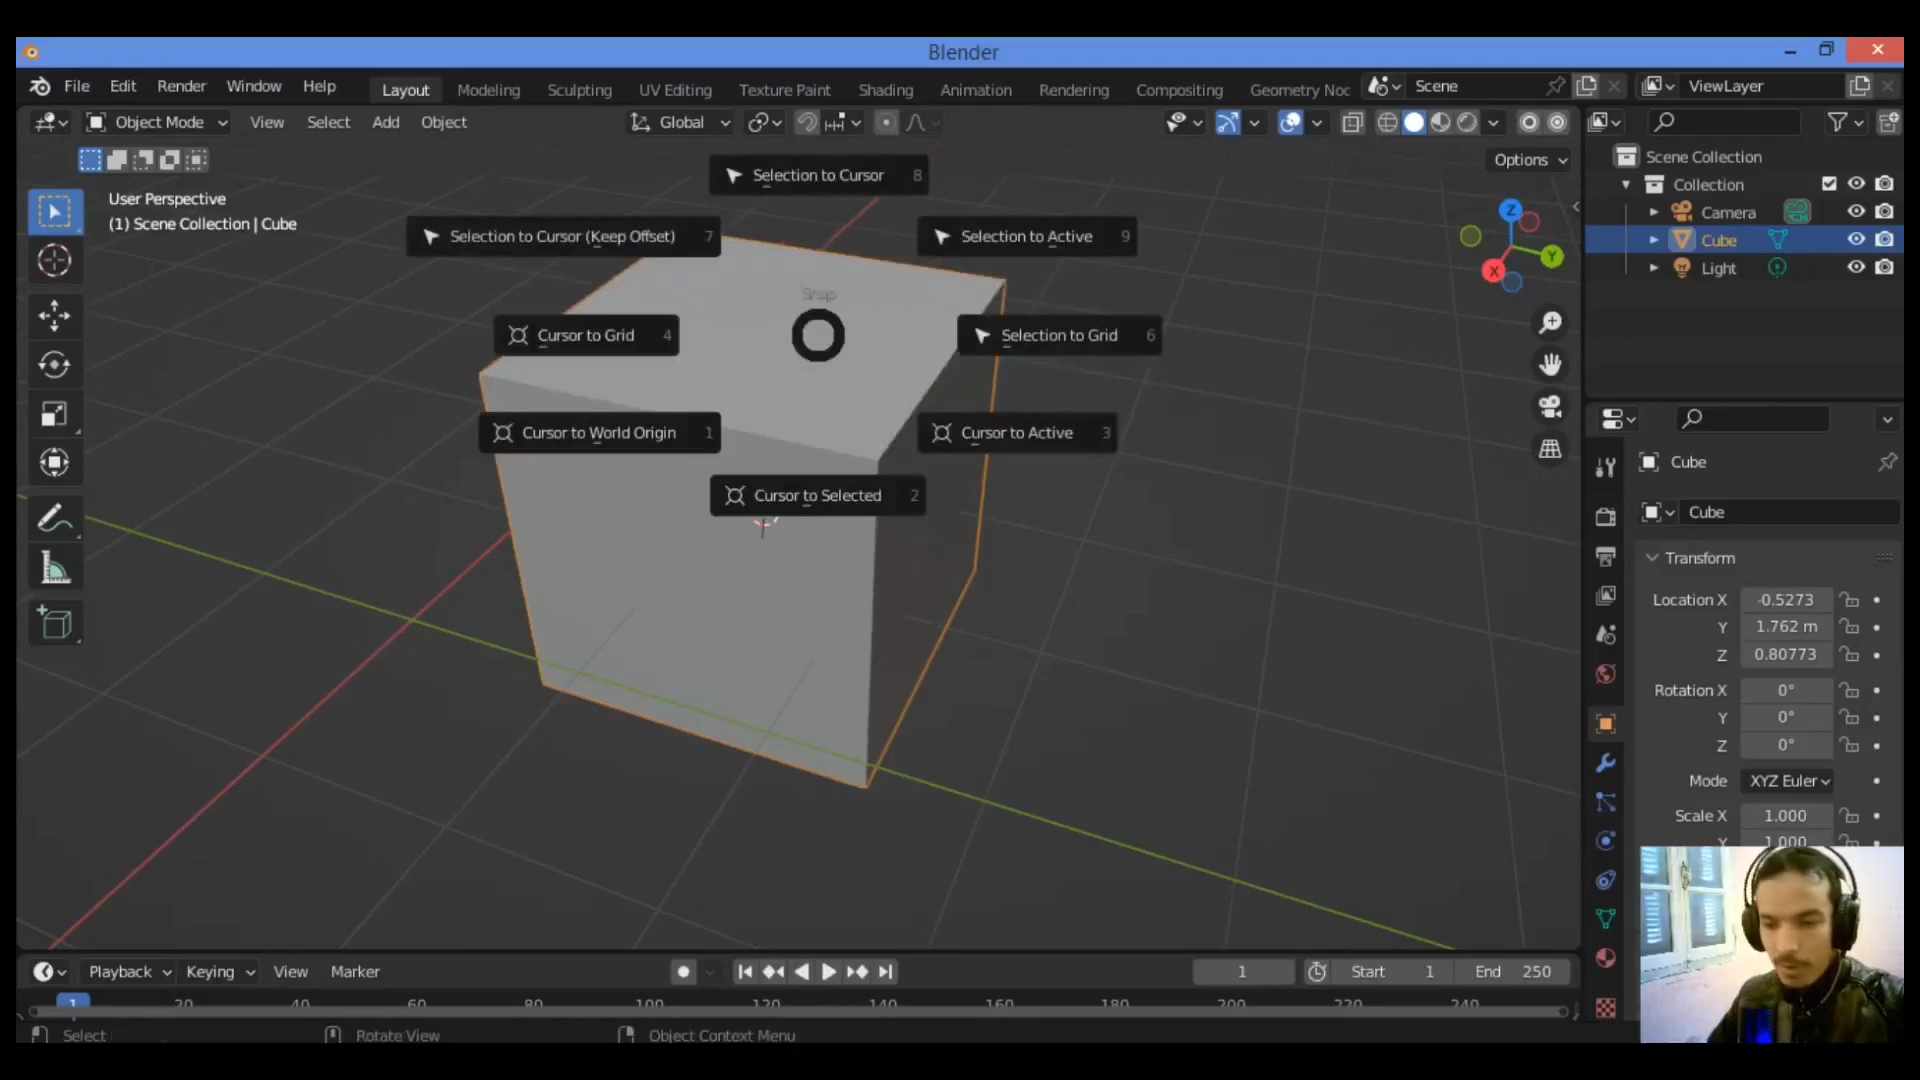 Blender
File Edit Render Window Help Layout Modeling Sculpting UV Editing Texture Paint Shading Animation Rendering Compositing Geometry Noc Scene ViewLayer
Object Mode View Select Add Object Global
Options
User Perspective
(1) Scene Collection | Cube
Selection to Cursor 8
Selection to Cursor (Keep Offset) 7
Selection to Active 9
Snap
Cursor to Grid 4
Selection to Grid 6
Cursor to World Origin 1
Cursor to Active 3
Cursor to Selected 2
Z
Y
X
Scene Collection
Collection
Camera
Cube
Light
Cube
Cube
Transform
Location X -0.5273
Y 1.762 m
Z 0.80773
Rotation X 0°
Y 0°
Z 0°
Mode XYZ Euler
Scale X 1.000
Y 1.000
Playback Keying View Marker 1 Start 1 End 250
1 20 40 60 80 100 120 140 160 180 200 220 240
Select Rotate View Object Context Menu